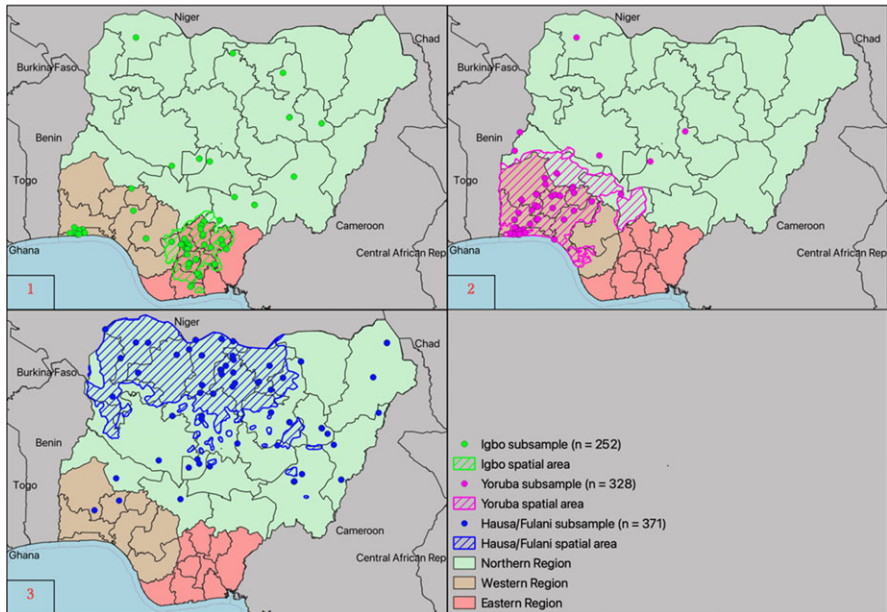 Niger
Chad
Burkina Faso
Benin
Togo
Cameroon
Ghana
Central African Rep
1
Niger
Chad
Burkina Faso
Benin
Togo
Cameroon
Ghana
Central African Rep
2
Niger
Chad
Burkina Faso
Benin
Togo
Cameroon
Ghana
Central African Rep
3
Igbo subsample (n = 252)
Igbo spatial area
Yoruba subsample (n = 328)
Yoruba spatial area
Hausa/Fulani subsample (n = 371)
Hausa/Fulani spatial area
Northern Region
Western Region
Eastern Region